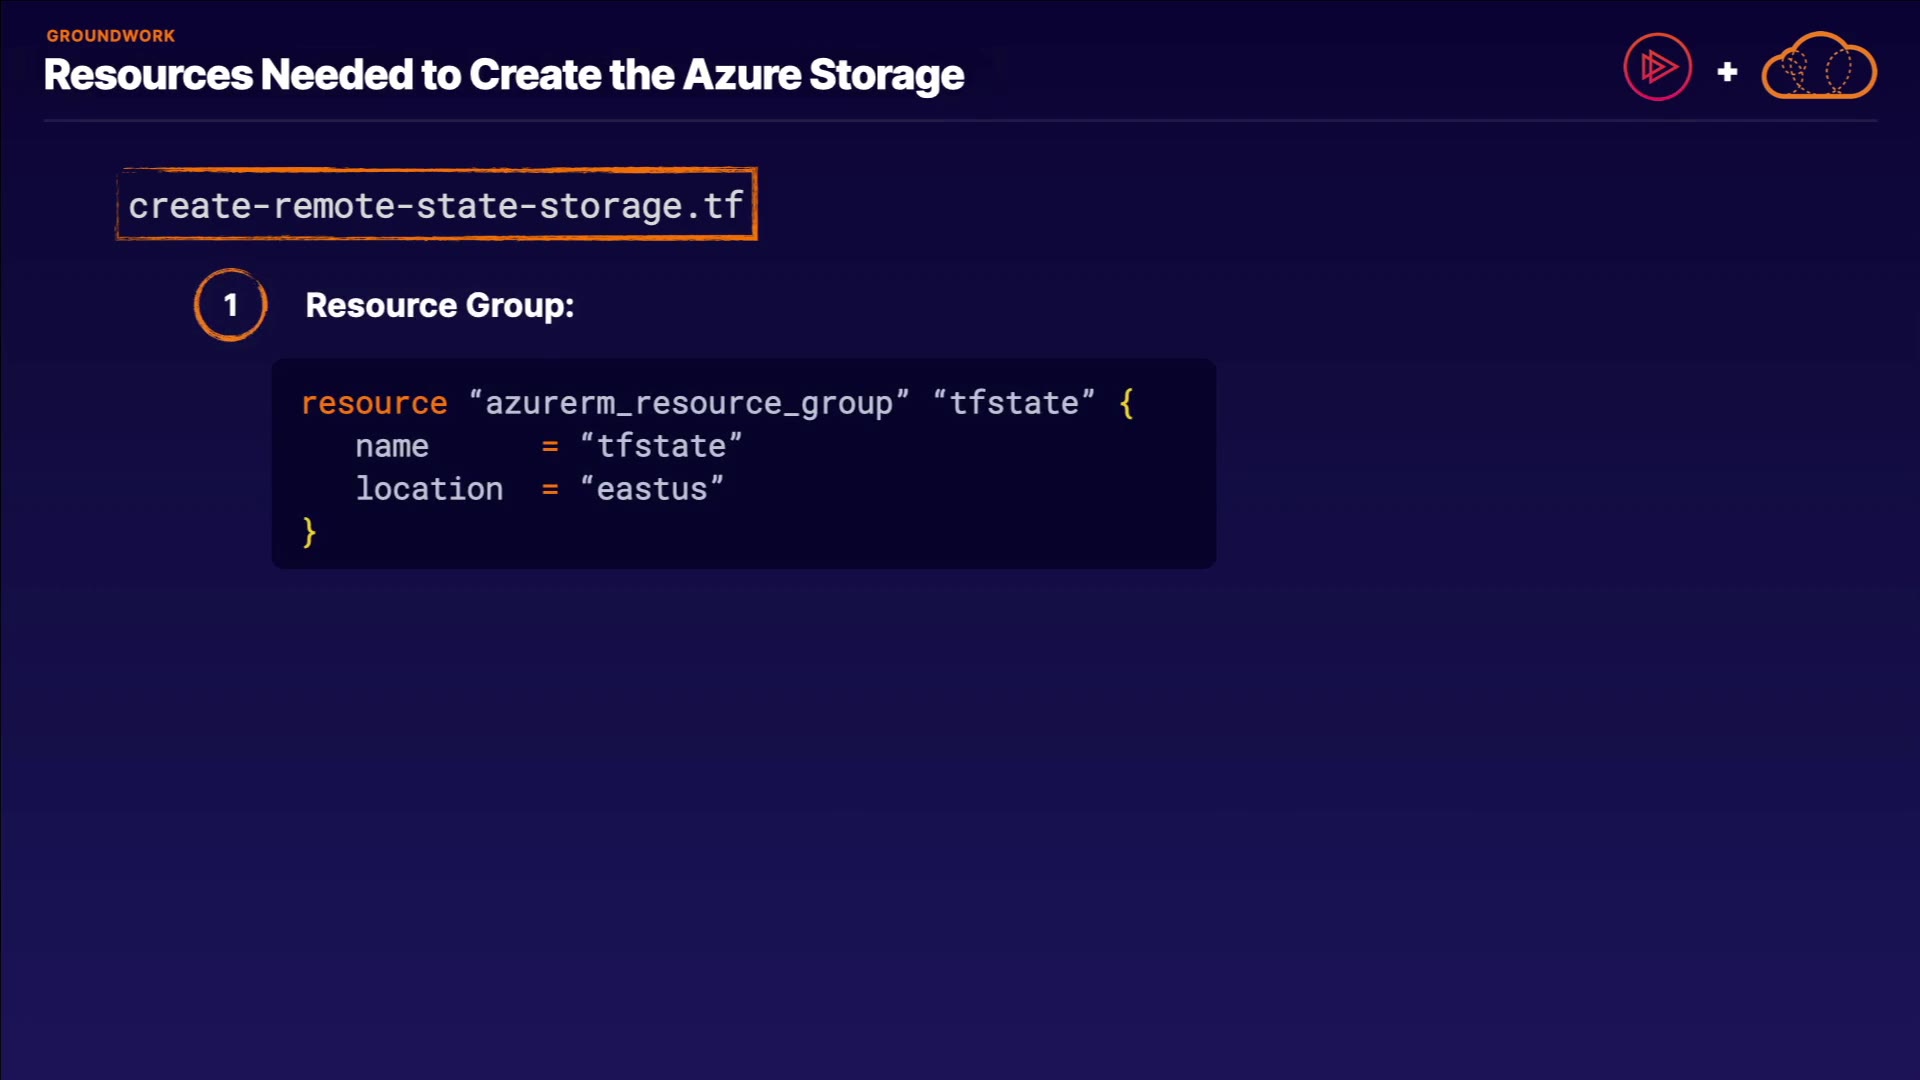 GROUNDWORK
Resources Needed to Create the Azure Storage
+
create-remote-state-storage.tf
1 Resource Group:
resource “azurerm_resource_group” “tfstate” {
name = “tfstate”
location = “eastus”
}